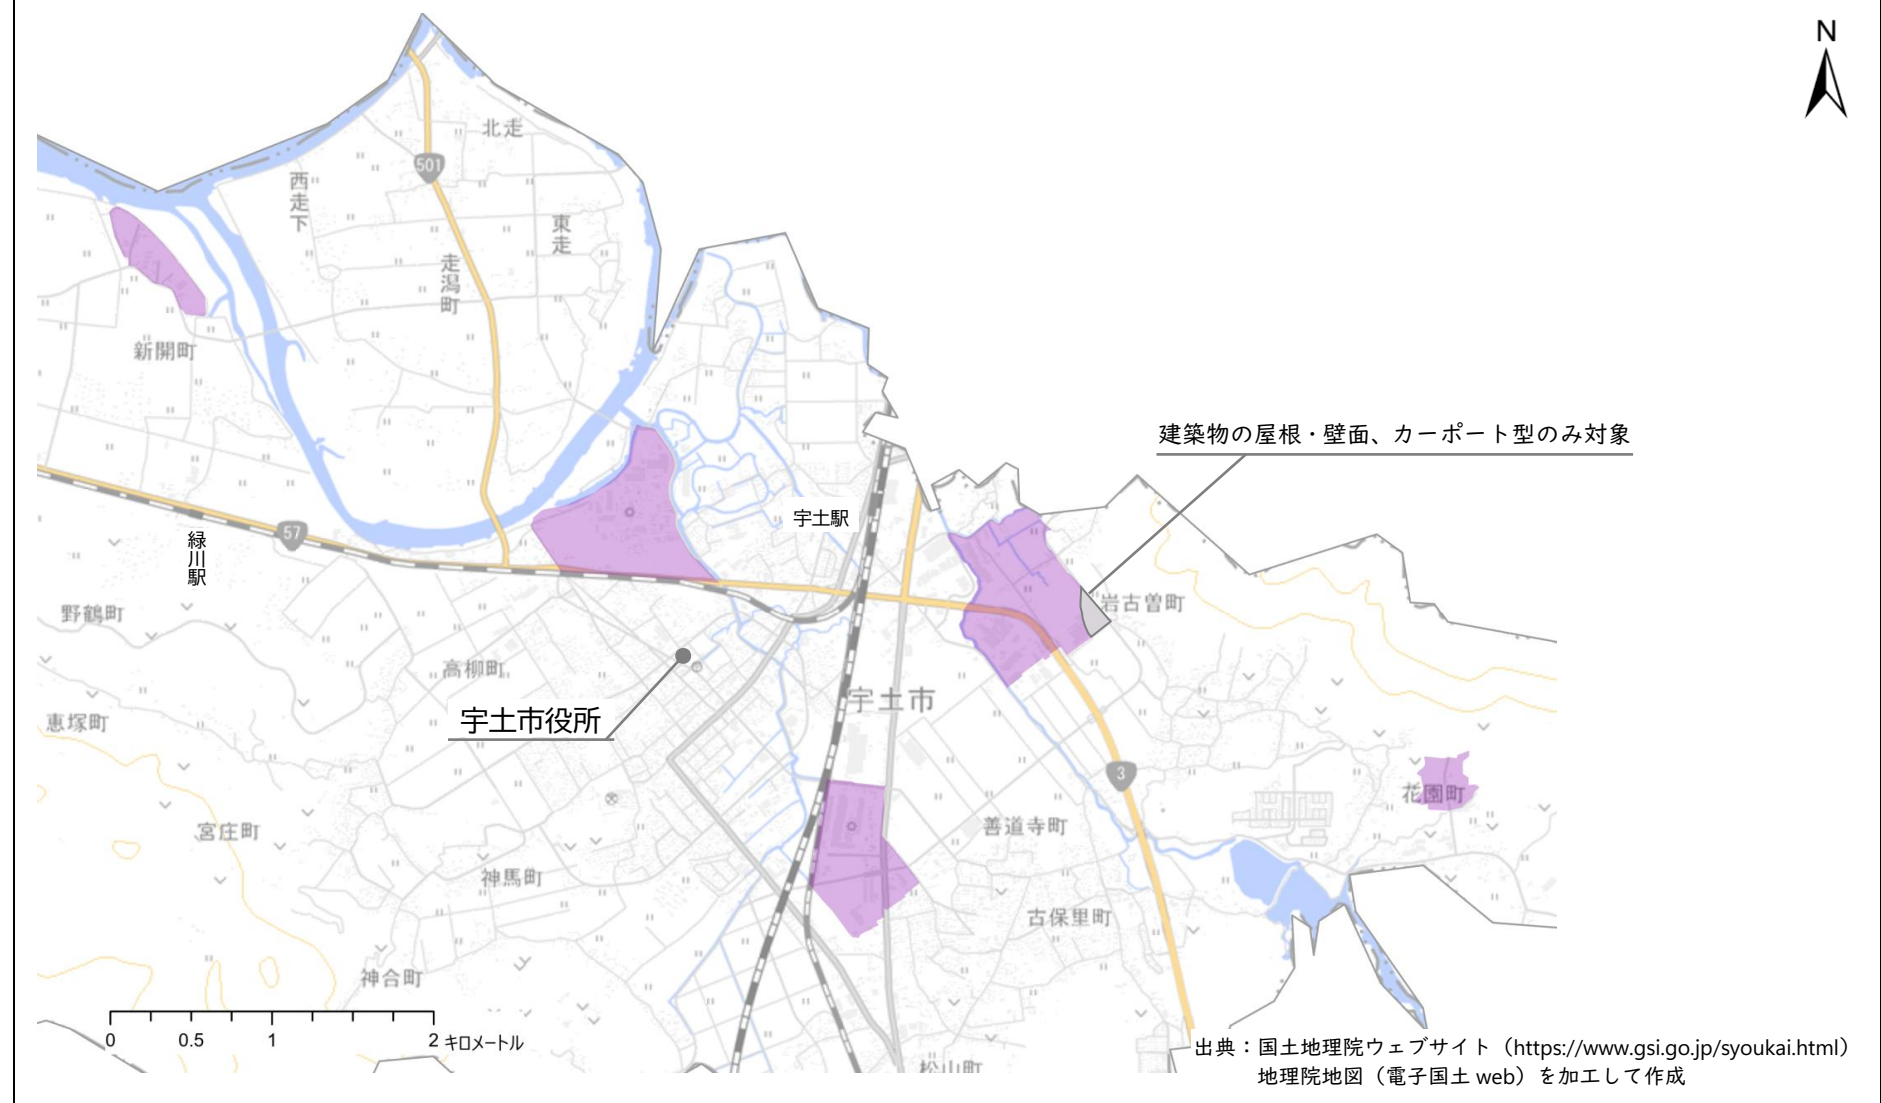 N
北走
501
西走下
東走
走潟町
新開町
建築物の屋根・壁面、カーポート型のみ対象
宇土駅
57
緑川駅
岩古曽町
野鶴町
高柳町
宇土市
恵塚町
宇土市役所
3
花園町
宮庄町
善道寺町
神馬町
古保里町
神合町
0 0.5 1 2 キロメートル
松山町
出典：国土地理院ウェブサイト（https://www.gsi.go.jp/syoukai.html）
地理院地図（電子国土 web）を加工して作成